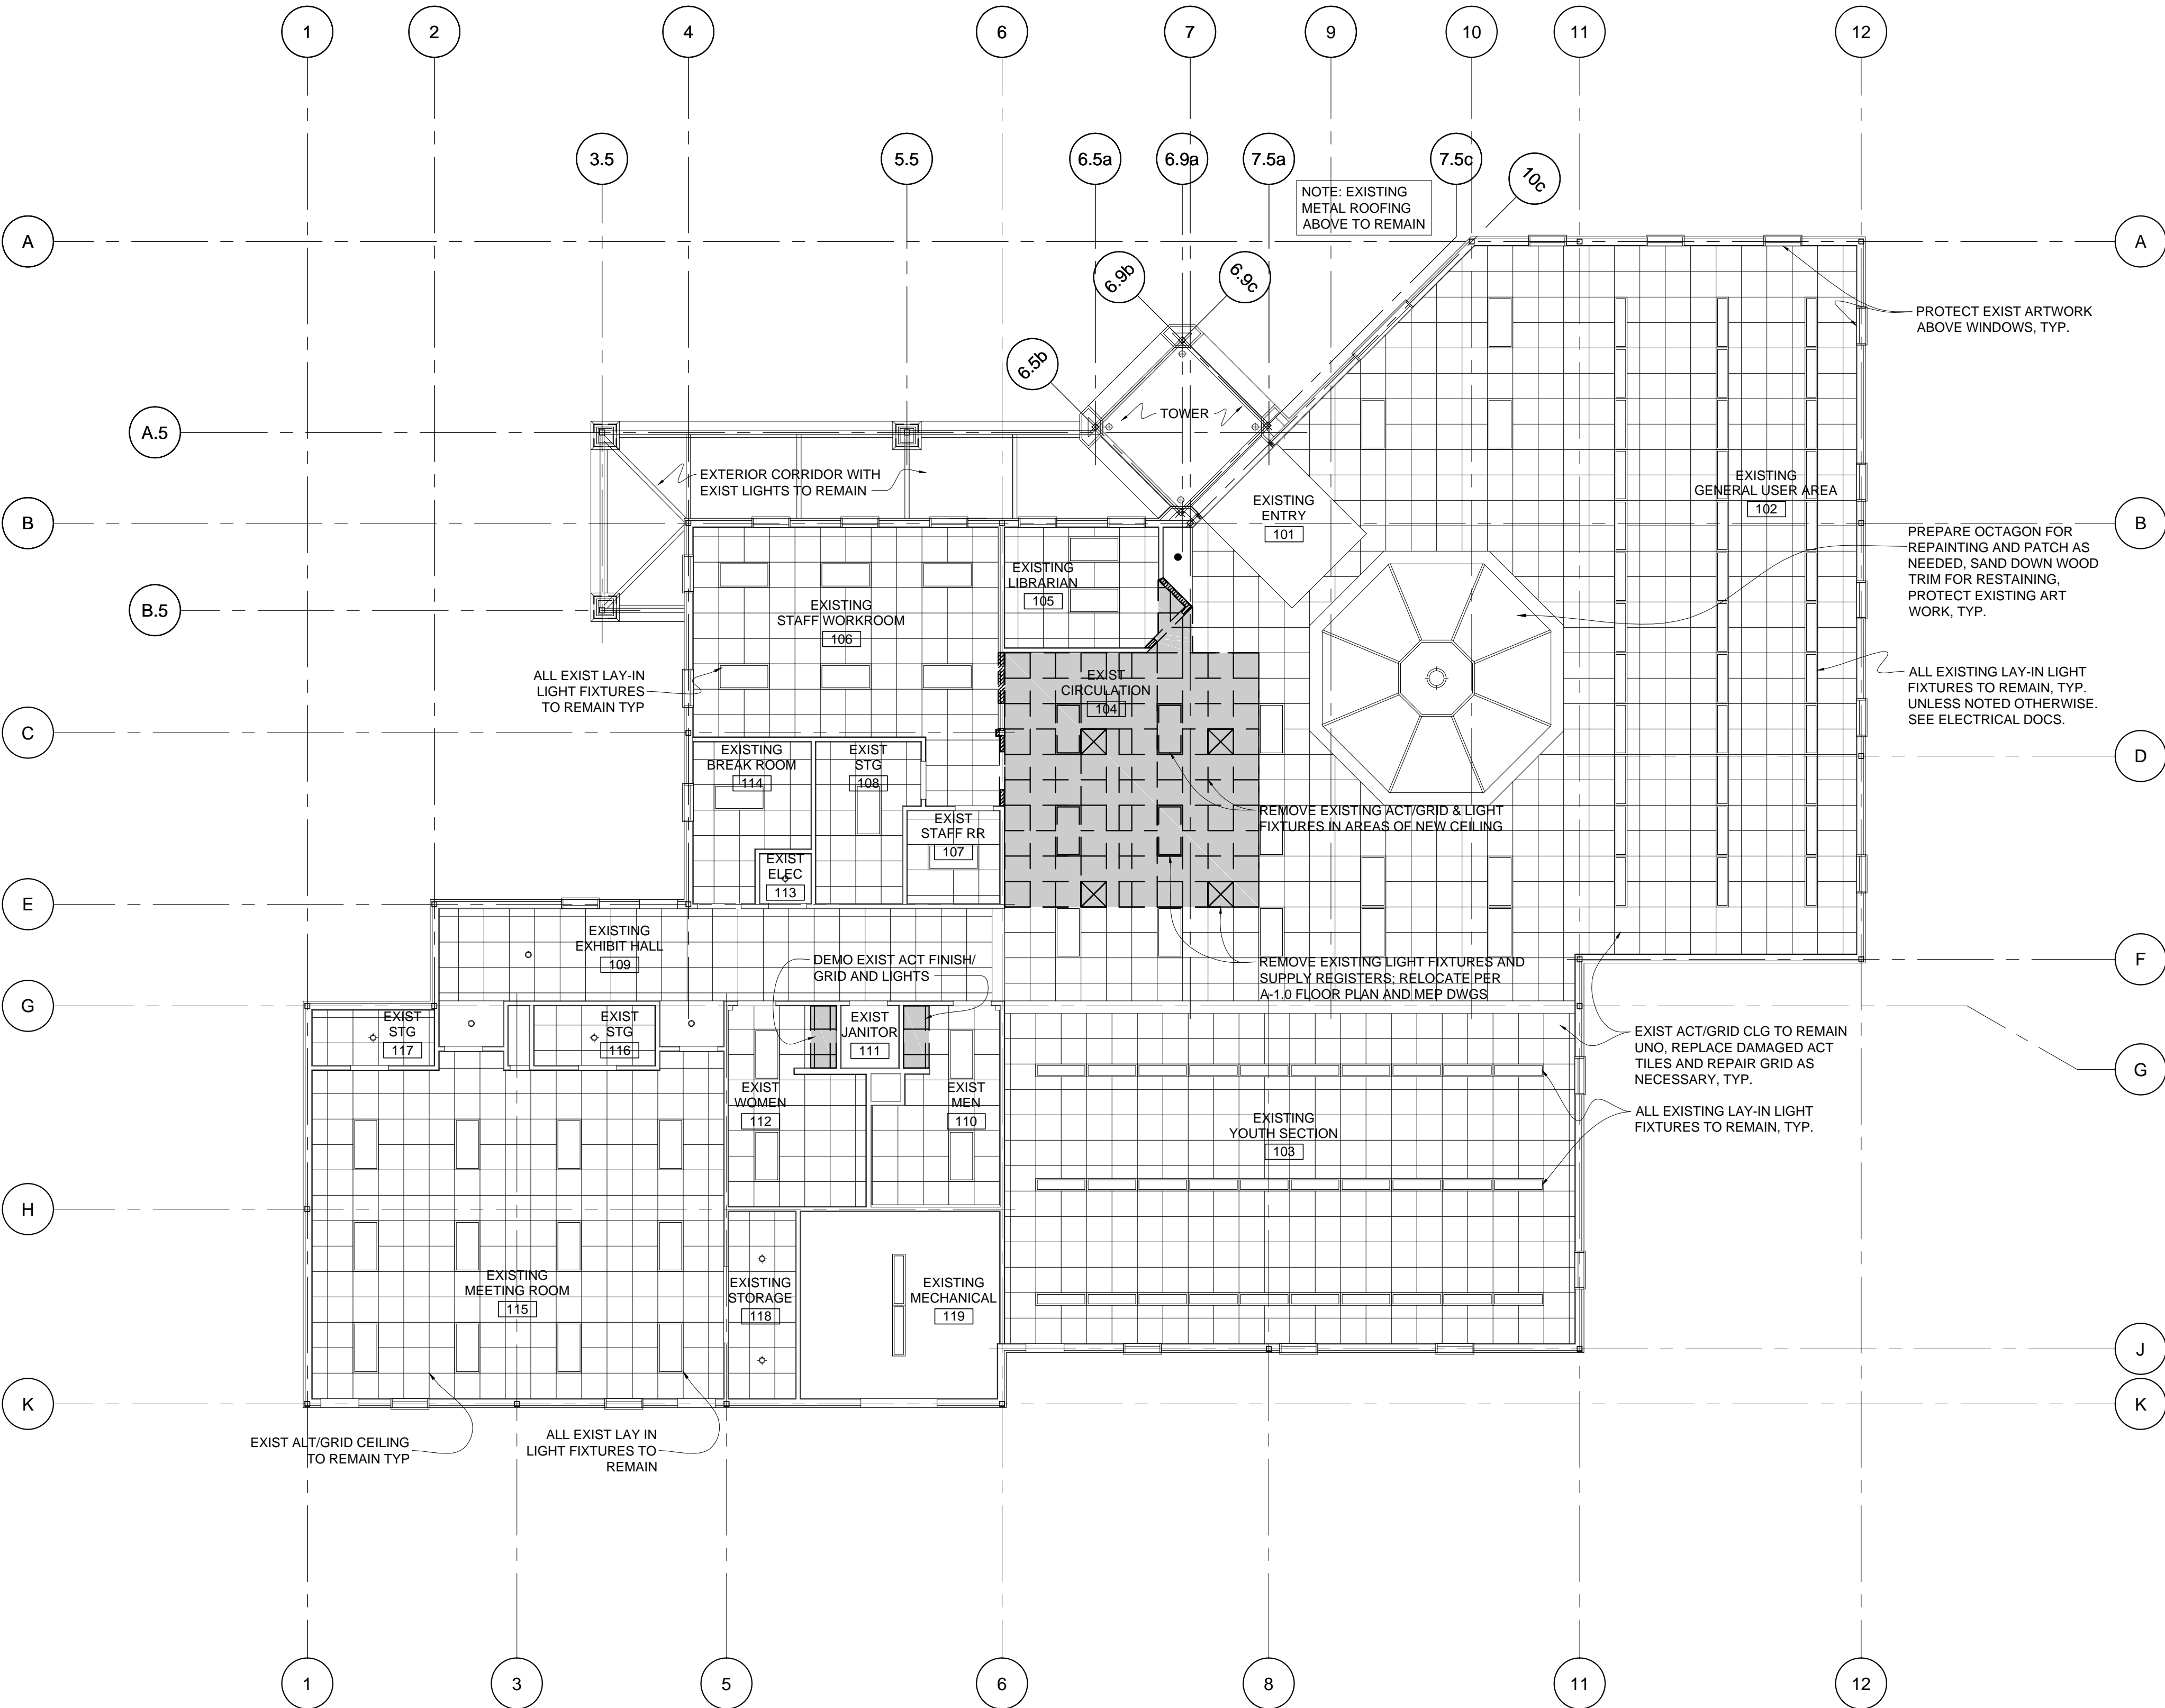 1
2
4
6
7
9
10
11
12
3.5
5.5
6.5a
6.9a
7.5a
7.5c
10c
NOTE: EXISTING
METAL ROOFING
ABOVE TO REMAIN
A
A
6.9b
6.9c
PROTECT EXIST ARTWORK
ABOVE WINDOWS, TYP.
6.5b
TOWER
A.5
EXTERIOR CORRIDOR WITH
EXIST LIGHTS TO REMAIN
EXISTING
GENERAL USER AREA
102
EXISTING
ENTRY
101
B
B
PREPARE OCTAGON FOR
REPAINTING AND PATCH AS
NEEDED, SAND DOWN WOOD
TRIM FOR RESTAINING,
PROTECT EXISTING ART
WORK, TYP.
EXISTING
LIBRARIAN
105
B.5
EXISTING
STAFF WORKROOM
106
ALL EXIST LAY-IN
LIGHT FIXTURES
TO REMAIN TYP
EXIST
CIRCULATION
104
ALL EXISTING LAY-IN LIGHT
FIXTURES TO REMAIN, TYP.
UNLESS NOTED OTHERWISE.
SEE ELECTRICAL DOCS.
C
D
EXISTING
BREAK ROOM
114
EXIST
STG
108
REMOVE EXISTING ACT/GRID & LIGHT
FIXTURES IN AREAS OF NEW CEILING
EXIST
STAFF RR
107
EXIST
ELEC
113
E
EXISTING
EXHIBIT HALL
109
DEMO EXIST ACT FINISH/
GRID AND LIGHTS
REMOVE EXISTING LIGHT FIXTURES AND
SUPPLY REGISTERS; RELOCATE PER
A-1.0 FLOOR PLAN AND MEP DWGS
F
G
EXIST
STG
117
EXIST
STG
116
EXIST
JANITOR
111
EXIST ACT/GRID CLG TO REMAIN
UNO, REPLACE DAMAGED ACT
TILES AND REPAIR GRID AS
NECESSARY, TYP.
G
EXIST
WOMEN
112
EXIST
MEN
110
EXISTING
YOUTH SECTION
103
ALL EXISTING LAY-IN LIGHT
FIXTURES TO REMAIN, TYP.
H
EXISTING
MEETING ROOM
115
EXISTING
STORAGE
118
EXISTING
MECHANICAL
119
J
K
K
EXIST ALT/GRID CEILING
TO REMAIN TYP
ALL EXIST LAY IN
LIGHT FIXTURES TO
REMAIN
1
3
5
6
8
11
12